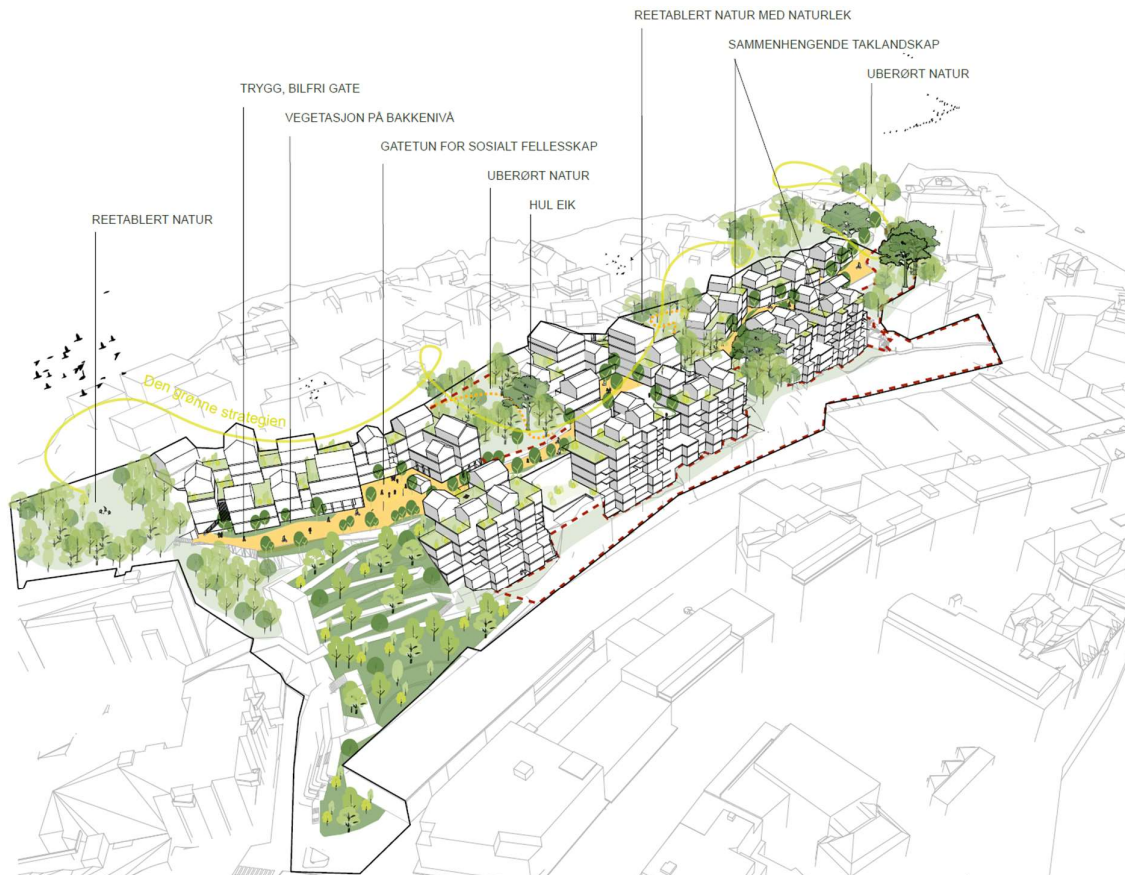 REETABLERT NATUR MED NATURLEK
SAMMENHENGENDE TAKLANDSKAP
UBERØRT NATUR
TRYGG, BILFRI GATE
VEGETASJON PÅ BAKKENIVÅ
GATETUN FOR SOSIALT FELLESSKAP
UBERØRT NATUR
HUL EIK
REETABLERT NATUR
Den grønne strategien